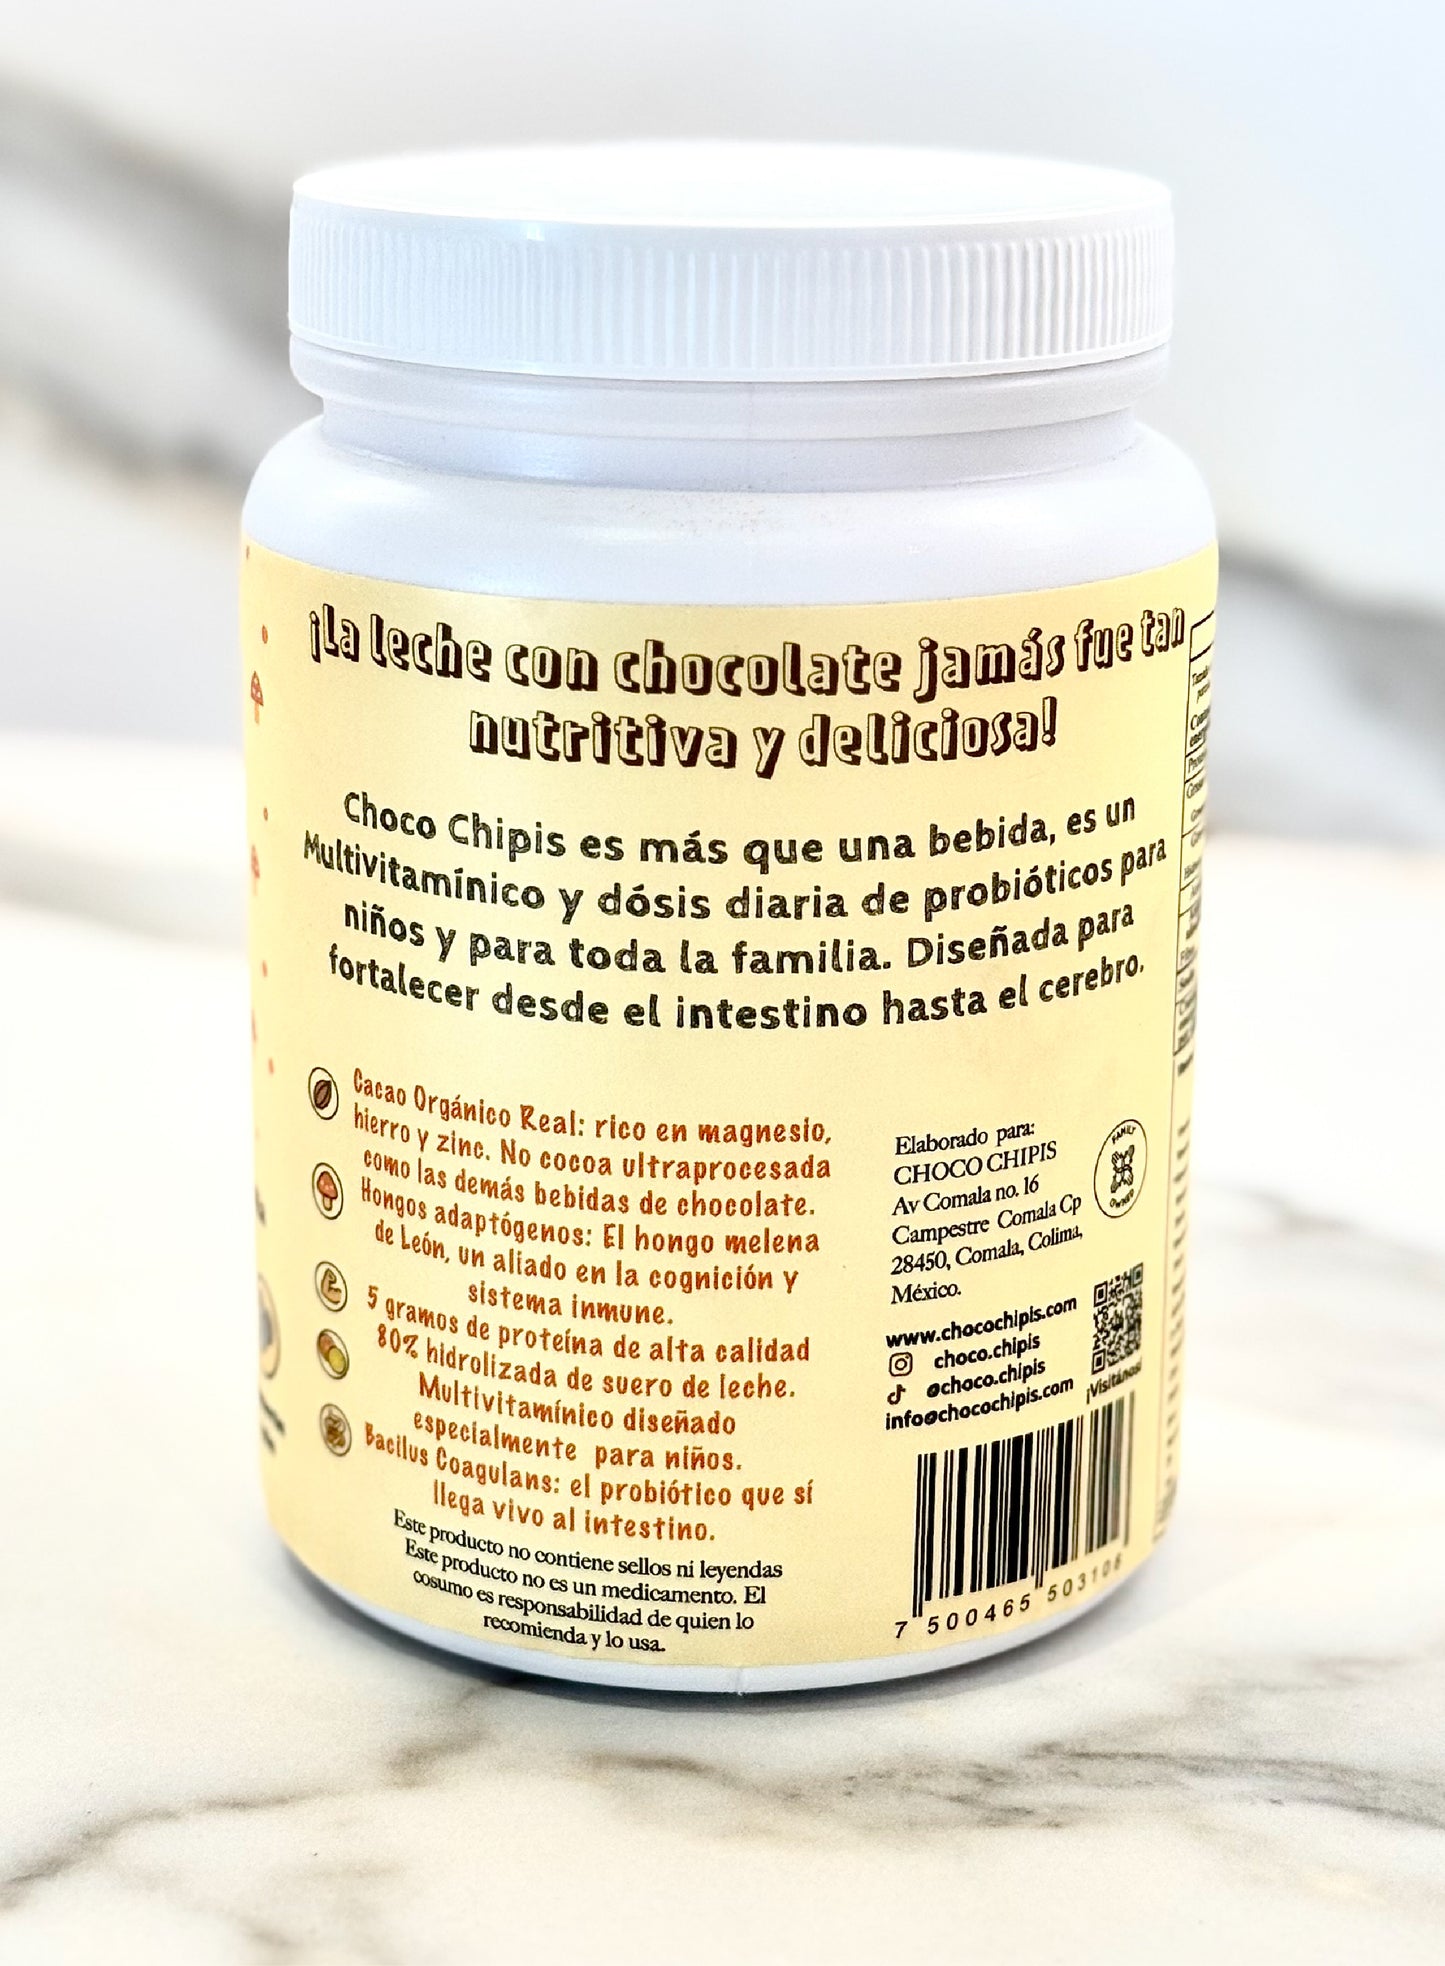 ¡La leche con chocolate jamás fue tan
nutritiva y deliciosa!
Choco Chipis es más que una bebida, es un
Multivitamínico y dósis diaria de probióticos para
niños y para toda la familia. Diseñada para
fortalecer desde el intestino hasta el cerebro.
Cacao Orgánico Real: rico en magnesio,
hierro y zinc. No cocoa ultraprocesada
como las demás bebidas de chocolate.
Hongos adaptógenos: El hongo melena
de León, un aliado en la cognición y
sistema inmune.
5 gramos de proteína de alta calidad
80% hidrolizada de suero de leche.
Multivitamínico diseñado
especialmente para niños.
Bacilus Coagulans: el probiótico que sí
llega vivo al intestino.
Este producto no contiene sellos ni leyendas
Este producto no es un medicamento. El
cosumo es responsabilidad de quien lo
recomienda y lo usa.
Elaborado para:
CHOCO CHIPIS
Av Comala no. 16
Campestre Comala Cp
28450, Comala, Colima,
México.
FAMILY
OWNED
www.chocochipis.com
choco.chipis
@choco.chipis
info@chocochipis.com
¡Visítanos!
7 500465 503106